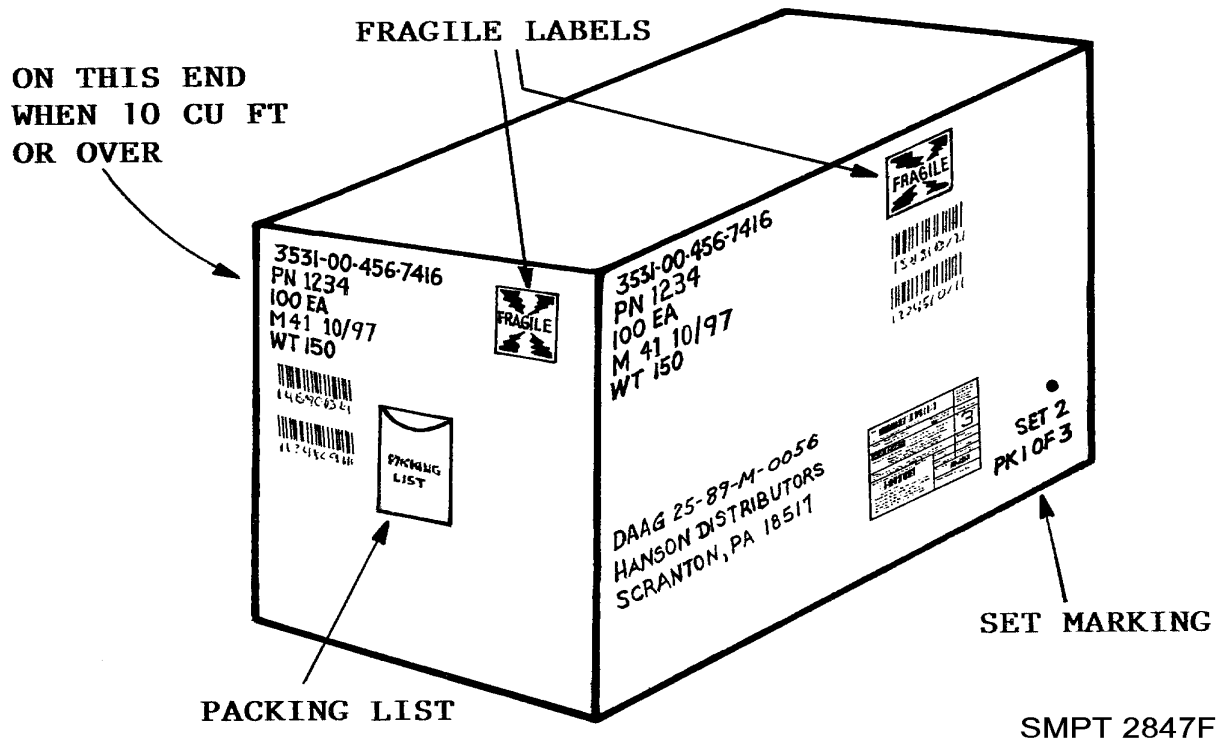 FRAGILE LABELS
ON THIS END
WHEN 10 CU FT
OR OVER
3531-00-456-7416
PN 1234
100 EA
M 41 10/97
WT 150
FRAGILE
PACKING
LIST
3531-00-456-7416
PN 1234
100 EA
M 41 10/97
WT 150
FRAGILE
DAAG 25-89-M-0056
HANSON DISTRIBUTORS
SCRANTON, PA 18517
3
SET 2
PK 1 OF 3
SET MARKING
PACKING LIST
SMPT 2847F